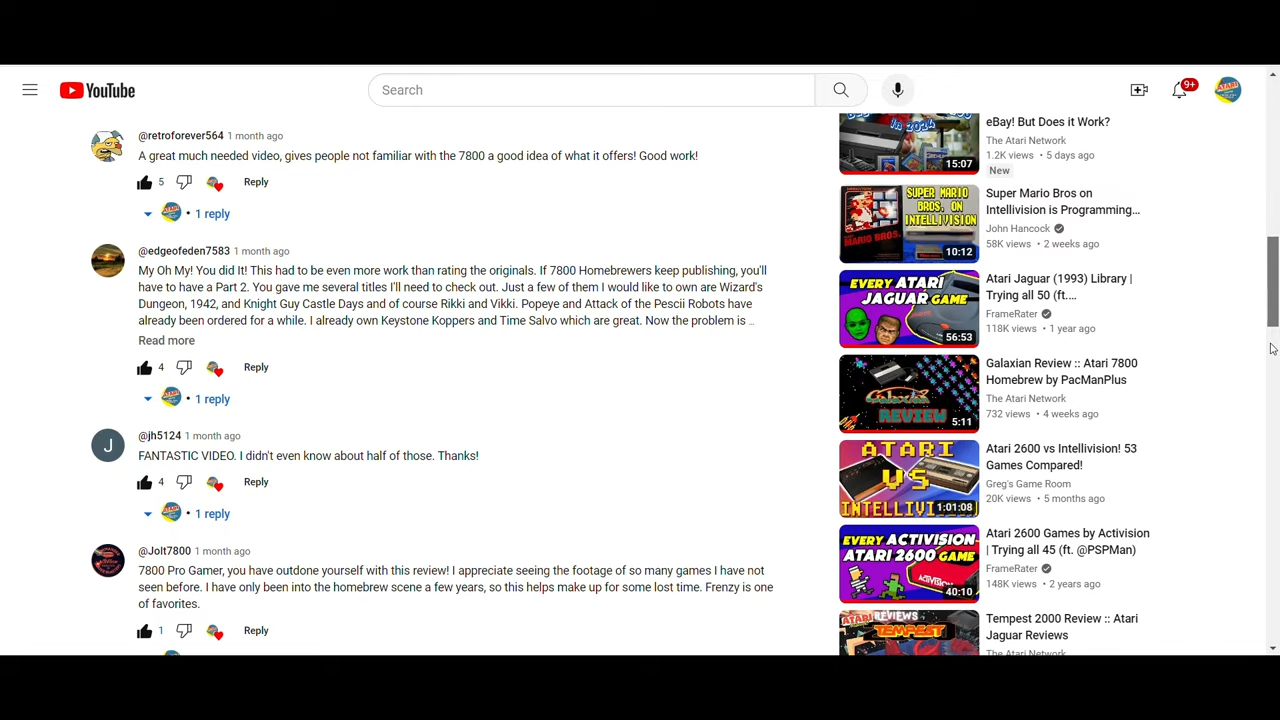 YouTube
Search
9+
ATARI
@retroforever564 1 month ago
A great much needed video, gives people not familiar with the 7800 a good idea of what it offers! Good work!
5
Reply
• 1 reply
@edgeofeden7583 1 month ago
My Oh My! You did It! This had to be even more work than rating the originals. If 7800 Homebrewers keep publishing, you'll
have to have a Part 2. You gave me several titles I'll need to check out. Just a few of them I would like to own are Wizard's
Dungeon, 1942, and Knight Guy Castle Days and of course Rikki and Vikki. Popeye and Attack of the Pescii Robots have
already been ordered for a while. I already own Keystone Koppers and Time Salvo which are great. Now the problem is …
Read more
4
Reply
• 1 reply
J
@jh5124 1 month ago
FANTASTIC VIDEO. I didn't even know about half of those. Thanks!
4
Reply
• 1 reply
@Jolt7800 1 month ago
7800 Pro Gamer, you have outdone yourself with this review! I appreciate seeing the footage of so many games I have not
seen before. I have only been into the homebrew scene a few years, so this helps make up for some lost time. Frenzy is one
of favorites.
1
Reply
in 2024
15:07
eBay! But Does it Work?
The Atari Network
1.2K views • 5 days ago
New
SUPER MARIO
BROS. ON
INTELLIVISION
10:12
Super Mario Bros on
Intellivision is Programming...
John Hancock
58K views • 2 weeks ago
EVERY ATARI
JAGUAR GAME
56:53
Atari Jaguar (1993) Library |
Trying all 50 (ft....
FrameRater
118K views • 1 year ago
Galaxian
REVIEW
5:11
Galaxian Review :: Atari 7800
Homebrew by PacManPlus
The Atari Network
732 views • 4 weeks ago
ATARI
VS
INTELLIVI
1:01:08
Atari 2600 vs Intellivision! 53
Games Compared!
Greg's Game Room
20K views • 5 months ago
EVERY ACTIVISION
ATARI 2600 GAME
40:10
Atari 2600 Games by Activision
| Trying all 45 (ft. @PSPMan)
FrameRater
148K views • 2 years ago
REVIEWS
TEMPEST
Tempest 2000 Review :: Atari
Jaguar Reviews
The Atari Network